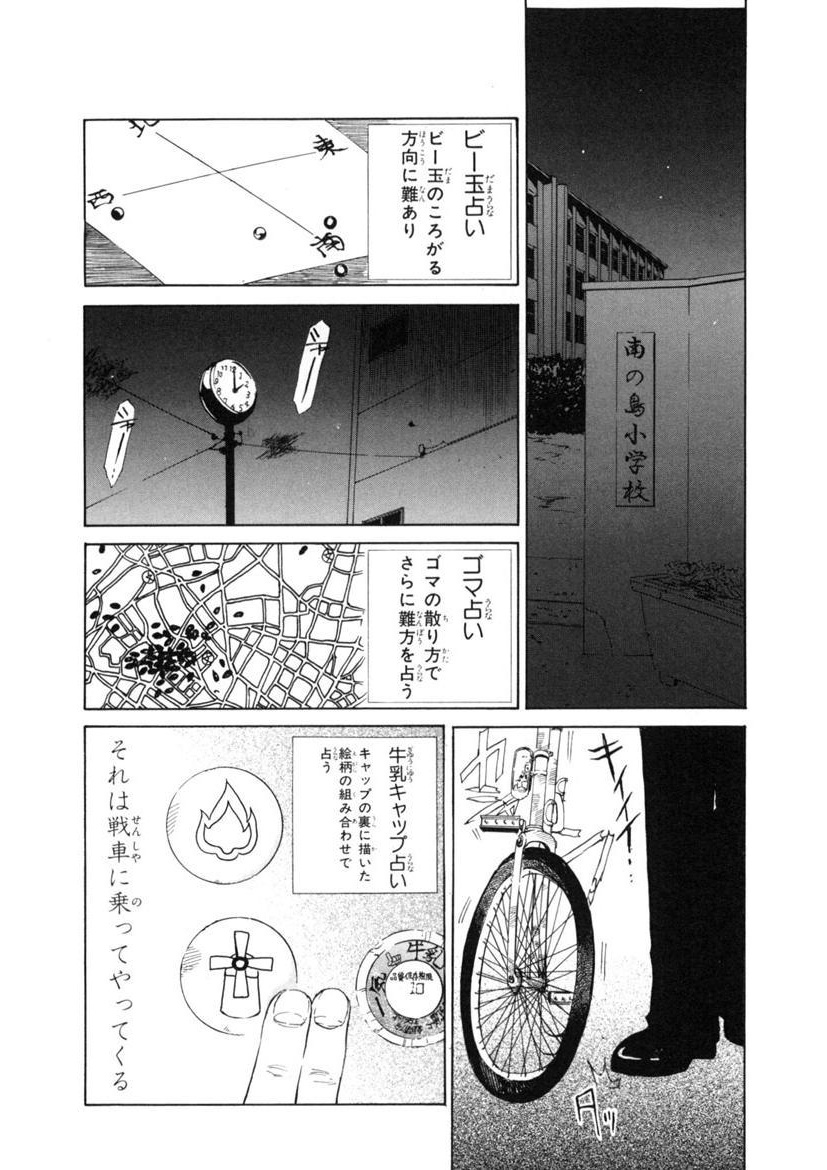 南の島小学校
ビー玉占い
ビー玉のころがる
方向に難あり
東
西
南
ゴマ占い
ゴマの散り方で
さらに難方を占う
キイイイイ
牛乳キャップ占い
キャップの裏に描いた
絵柄の組み合わせで
占う
牛乳
それは戦車に乗ってやってくる